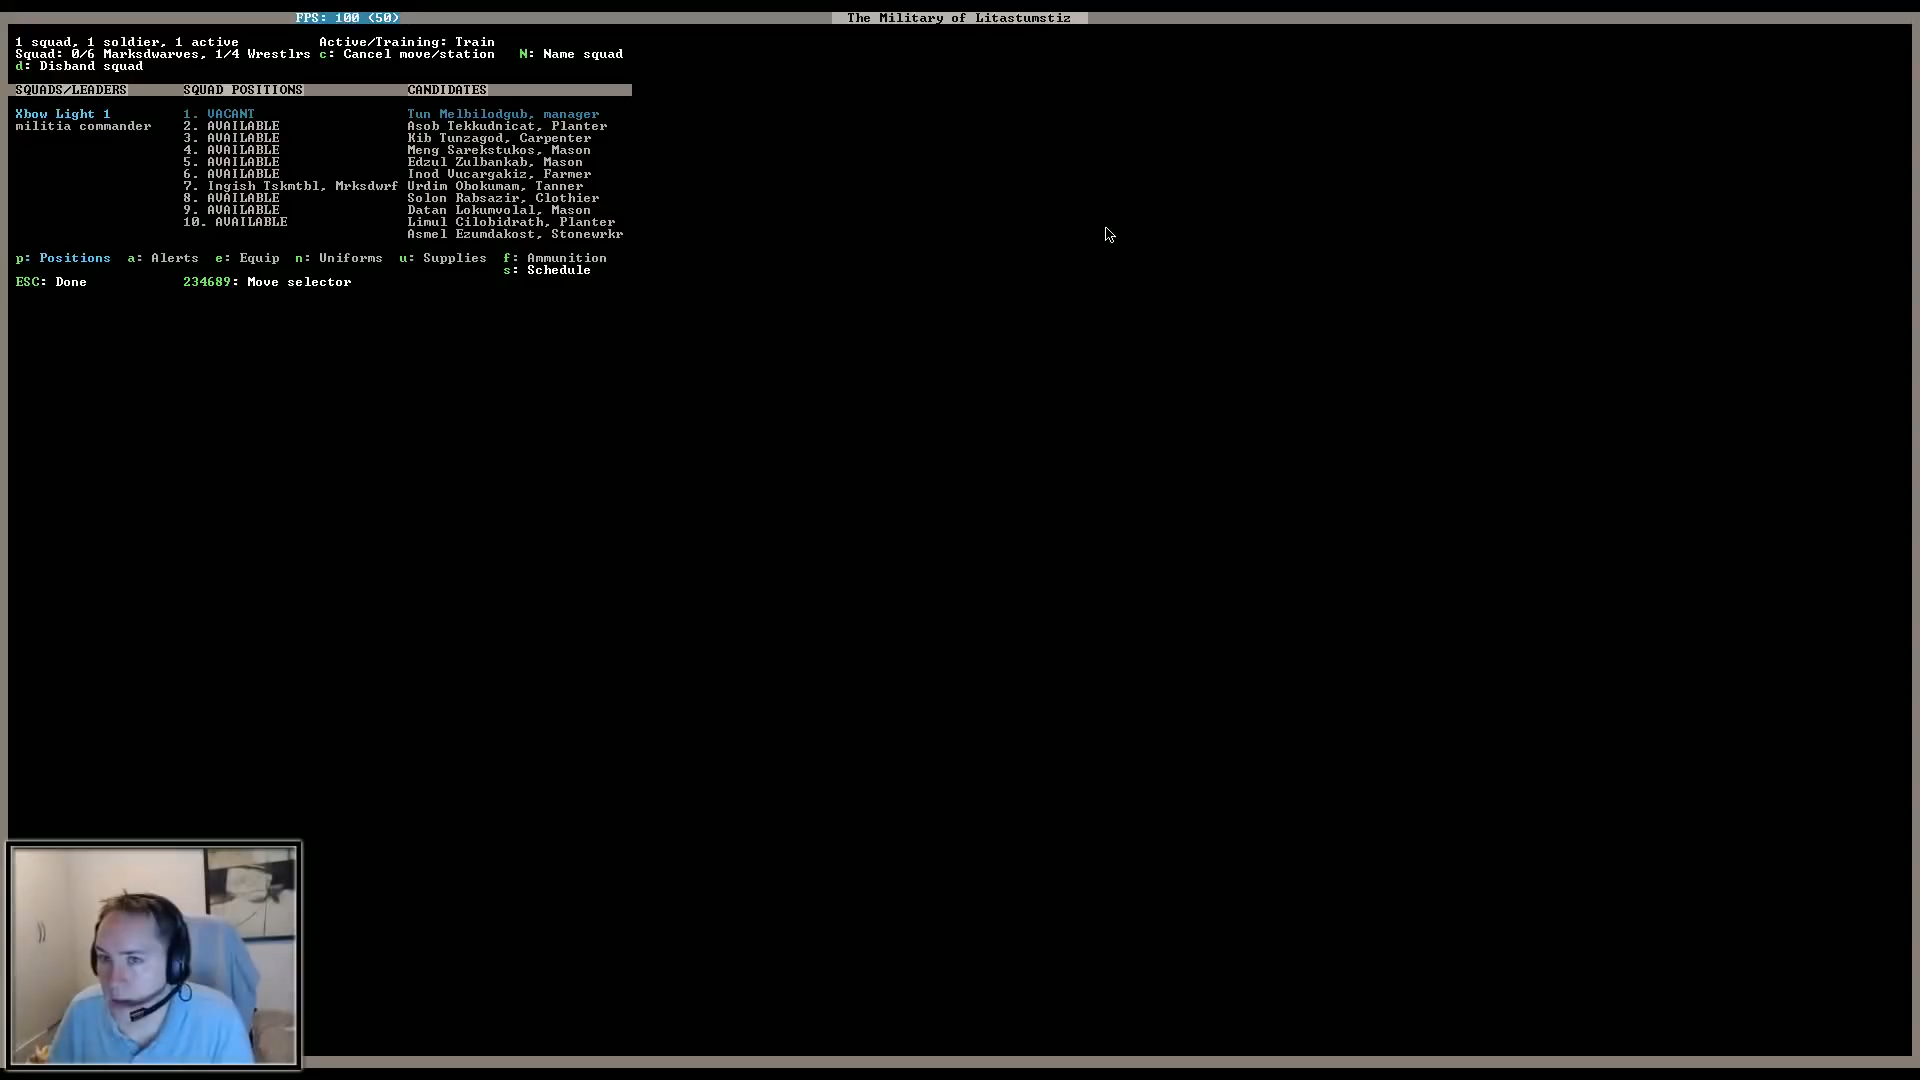 FPS: 100 (50)
The Military of Litastumstiz
1 squad, 1 soldier, 1 active Active/Training: Train
Squad: 0/6 Marksdwarves, 1/4 Wrestlrs c: Cancel move/station N: Name squad
d: Disband squad
SQUADS/LEADERS SQUAD POSITIONS CANDIDATES
Xbow Light 1 1. VACANT Tun Melbilodgub, manager
militia commander 2. AVAILABLE Asob Tekkudnicat, Planter
3. AVAILABLE Kib Tunzagod, Carpenter
4. AVAILABLE Meng Sarekstukos, Mason
5. AVAILABLE Edzul Zulbankab, Mason
6. AVAILABLE Inod Vucargakiz, Farmer
7. Ingish Tskmtbl, Mrksdwrf Urdim Obokumam, Tanner
8. AVAILABLE Solon Rabsazir, Clothier
9. AVAILABLE Datan Lokumvolal, Mason
10. AVAILABLE Limul Cilobidrath, Planter
Asmel Ezumdakost, Stonewrkr
p: Positions a: Alerts e: Equip n: Uniforms u: Supplies f: Ammunition
s: Schedule
ESC: Done 234689: Move selector